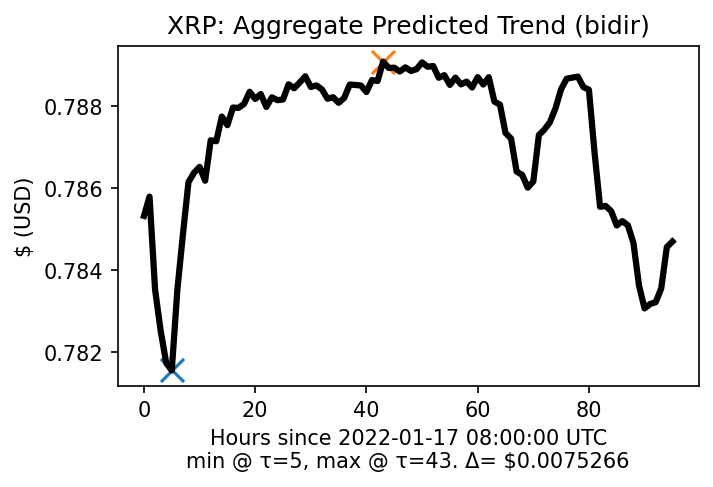 XRP: Aggregate Predicted Trend (bidir)
0.788
0.786
0.784
0.782
$ (USD)
0 20 40 60 80
Hours since 2022-01-17 08:00:00 UTC
min @ τ=5, max @ τ=43. Δ= $0.0075266